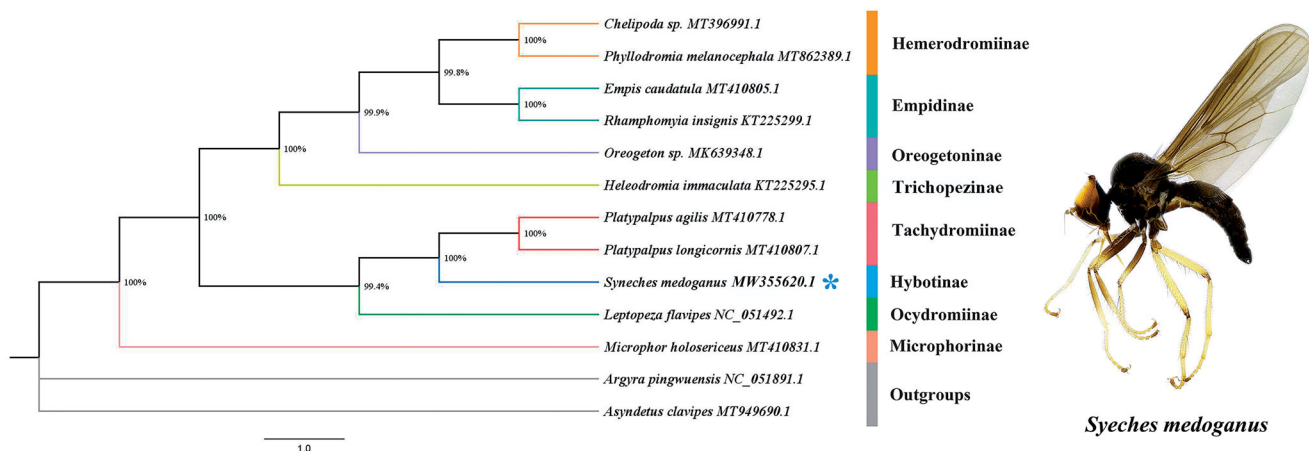 Chelipoda sp. MT396991.1
100%
Phyllodromia melanocephala MT862389.1
Hemerodromiinae
99.8%
Empis caudatula MT410805.1
100%
Rhamphomyia insignis KT225299.1
Empidinae
99.9%
Oreogeton sp. MK639348.1
Oreogetoninae
100%
Heleodromia immaculata KT225295.1
Trichopezinae
100%
Platypalpus agilis MT410778.1
100%
Platypalpus longicornis MT410807.1
Tachydromiinae
100%
Syneches medoganus MW355620.1 *
Hybotinae
99.4%
Leptopeza flavipes NC_051492.1
Ocydromiinae
100%
Microphor holosericeus MT410831.1
Microphorinae
Argyra pingwuensis NC_051891.1
Outgroups
Asyndetus clavipes MT949690.1
1.0
Syeches medoganus